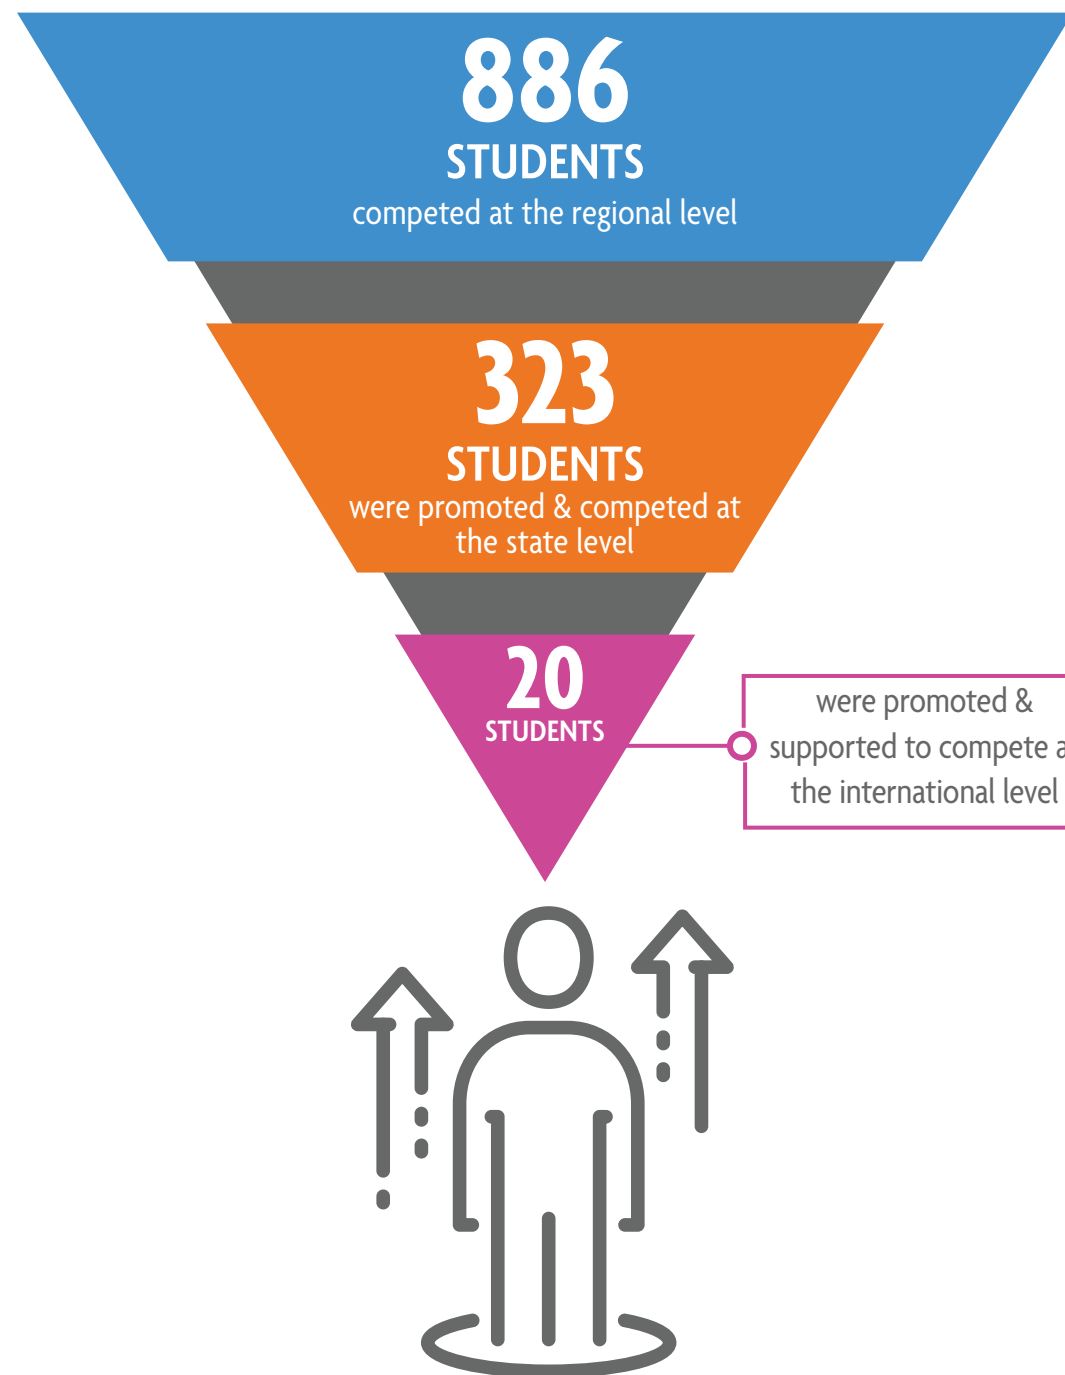 886
STUDENTS
competed at the regional level
323
STUDENTS
were promoted & competed at
the state level
20
STUDENTS
were promoted &
supported to compete a
the international level